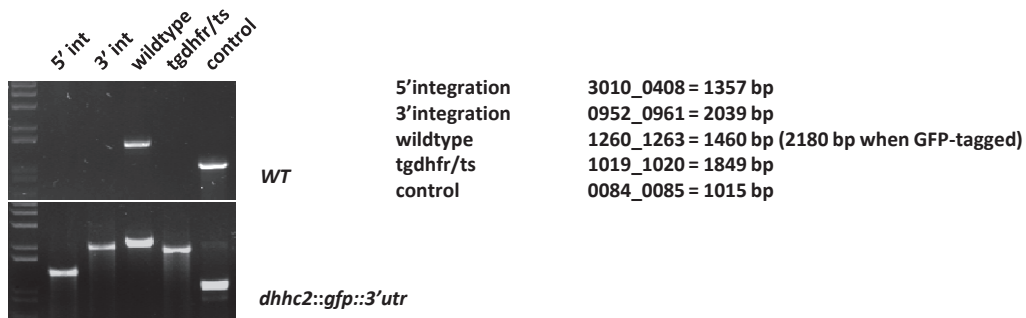 5' int 3' int wildtype tgdhfr/ts control
5'integration 3010_0408 = 1357 bp
3'integration 0952_0961 = 2039 bp
wildtype 1260_1263 = 1460 bp (2180 bp when GFP-tagged)
tgdhfr/ts 1019_1020 = 1849 bp
control 0084_0085 = 1015 bp
WT
dhhc2::gfp::3'utr